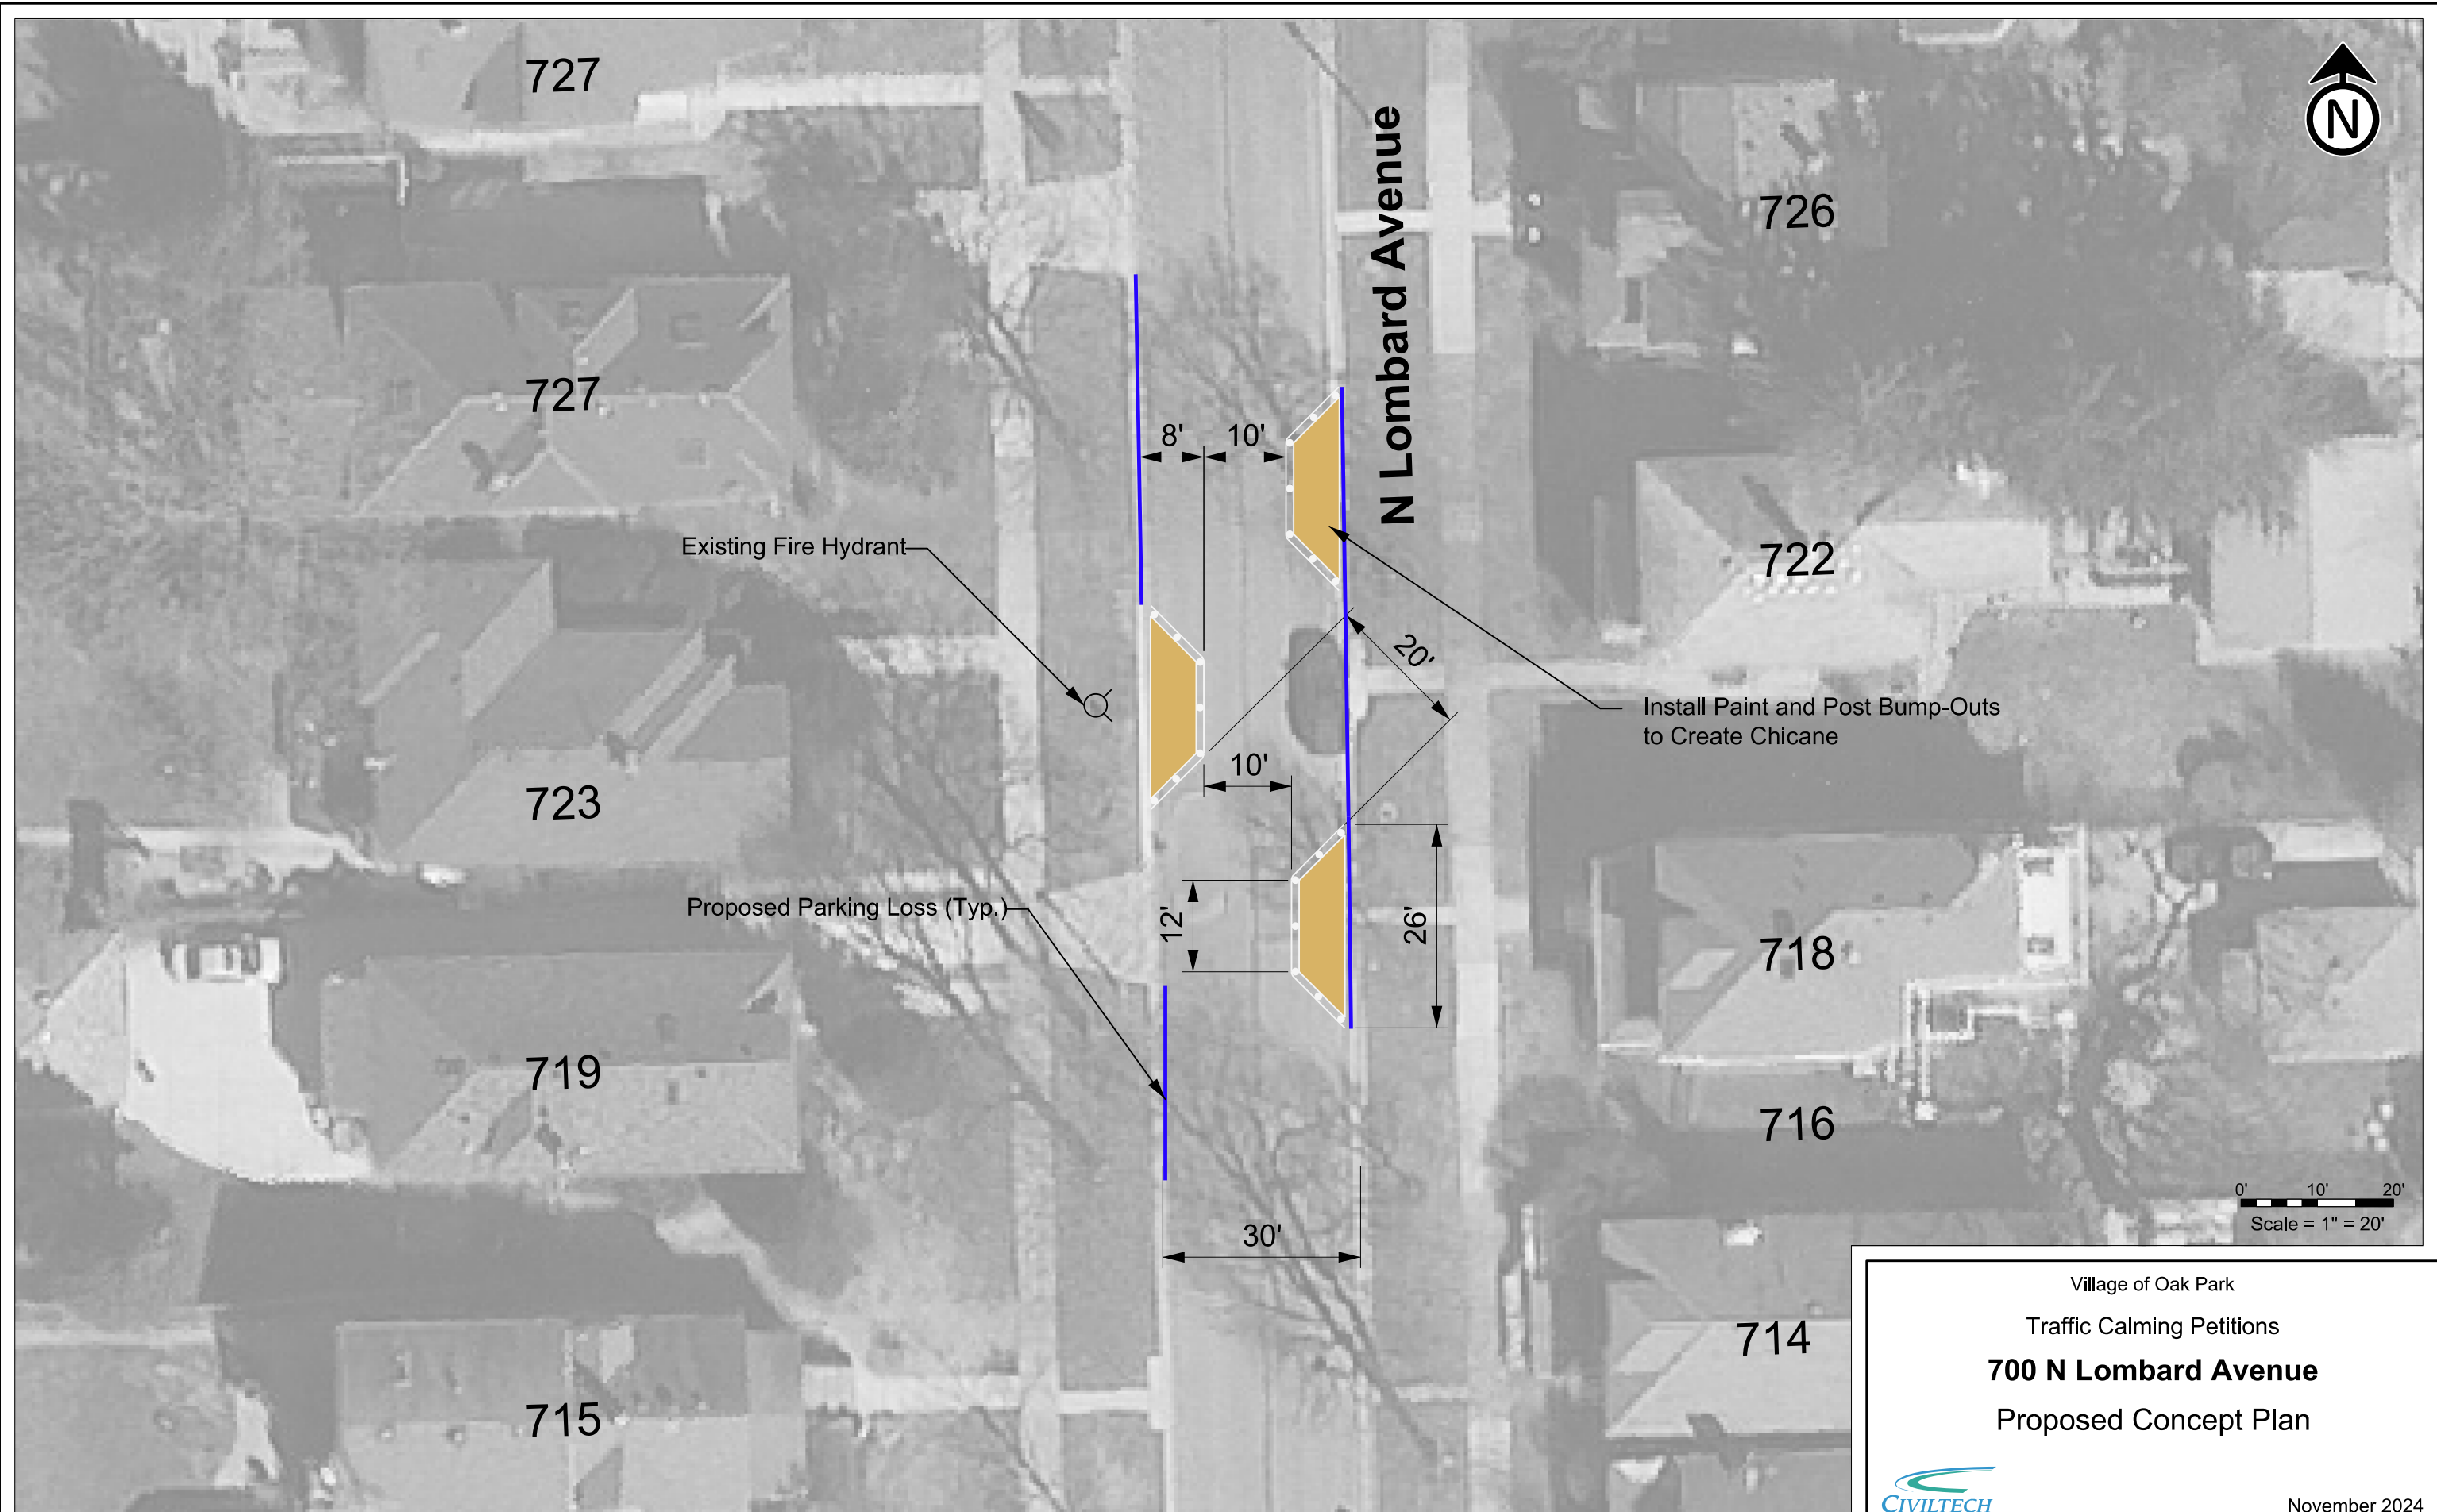 727
N Lombard Avenue
N
726
727
8'
10'
Existing Fire Hydrant
722
20'
Install Paint and Post Bump-Outs
to Create Chicane
10'
723
Proposed Parking Loss (Typ.)
12'
26'
718
719
716
0' 10' 20'
Scale = 1" = 20'
30'
714
715
Village of Oak Park
Traffic Calming Petitions
700 N Lombard Avenue
Proposed Concept Plan
CIVILTECH
November 2024